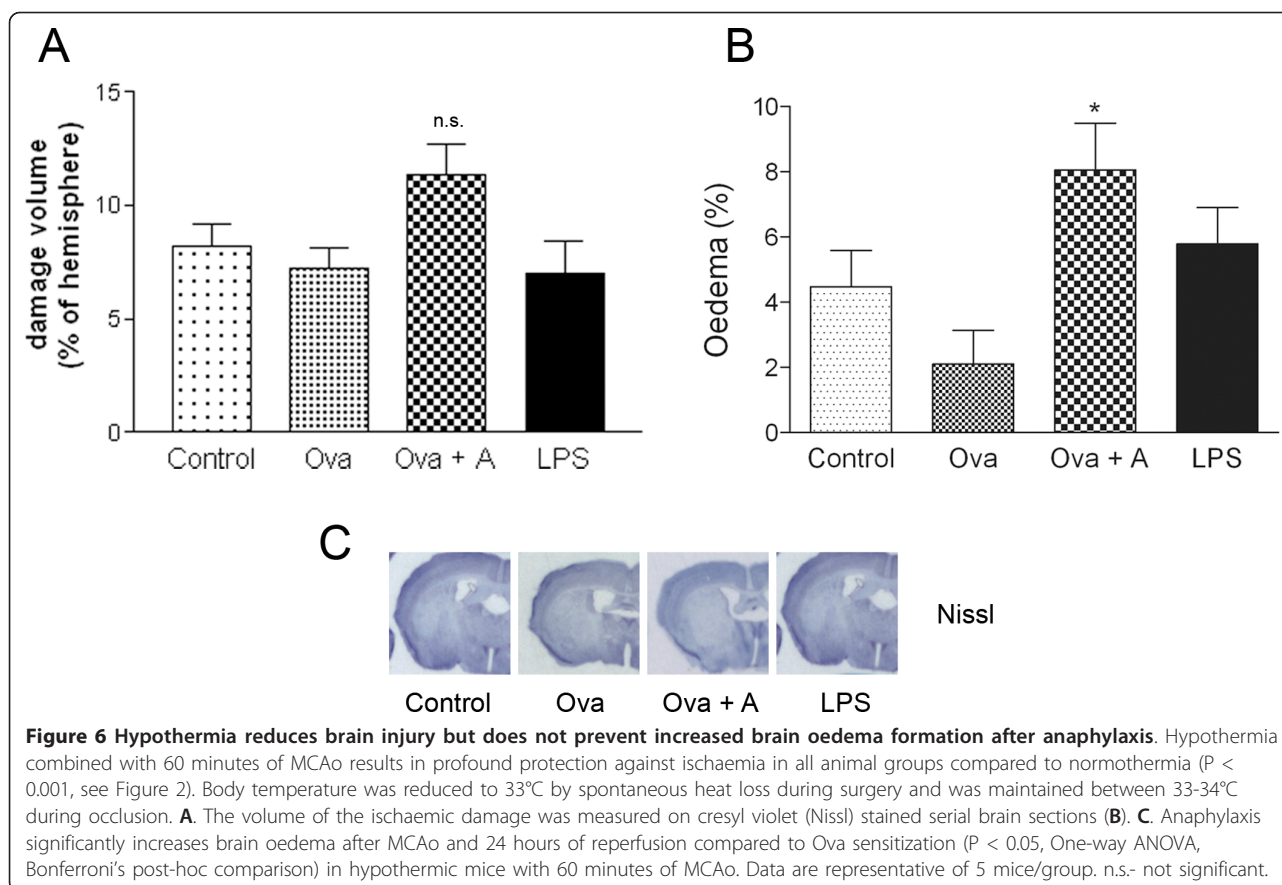 A
15
10
5
0
damage volume
(% of hemisphere)
n.s.
Control Ova Ova + A LPS
B
10
8
6
4
2
0
Oedema (%)
*
Control Ova Ova + A LPS
C
Nissl
Control Ova Ova + A LPS
Figure 6 Hypothermia reduces brain injury but does not prevent increased brain oedema formation after anaphylaxis. Hypothermia
combined with 60 minutes of MCAo results in profound protection against ischaemia in all animal groups compared to normothermia (P <
0.001, see Figure 2). Body temperature was reduced to 33°C by spontaneous heat loss during surgery and was maintained between 33-34°C
during occlusion. A. The volume of the ischaemic damage was measured on cresyl violet (Nissl) stained serial brain sections (B). C. Anaphylaxis
significantly increases brain oedema after MCAo and 24 hours of reperfusion compared to Ova sensitization (P < 0.05, One-way ANOVA,
Bonferroni's post-hoc comparison) in hypothermic mice with 60 minutes of MCAo. Data are representative of 5 mice/group. n.s.- not significant.